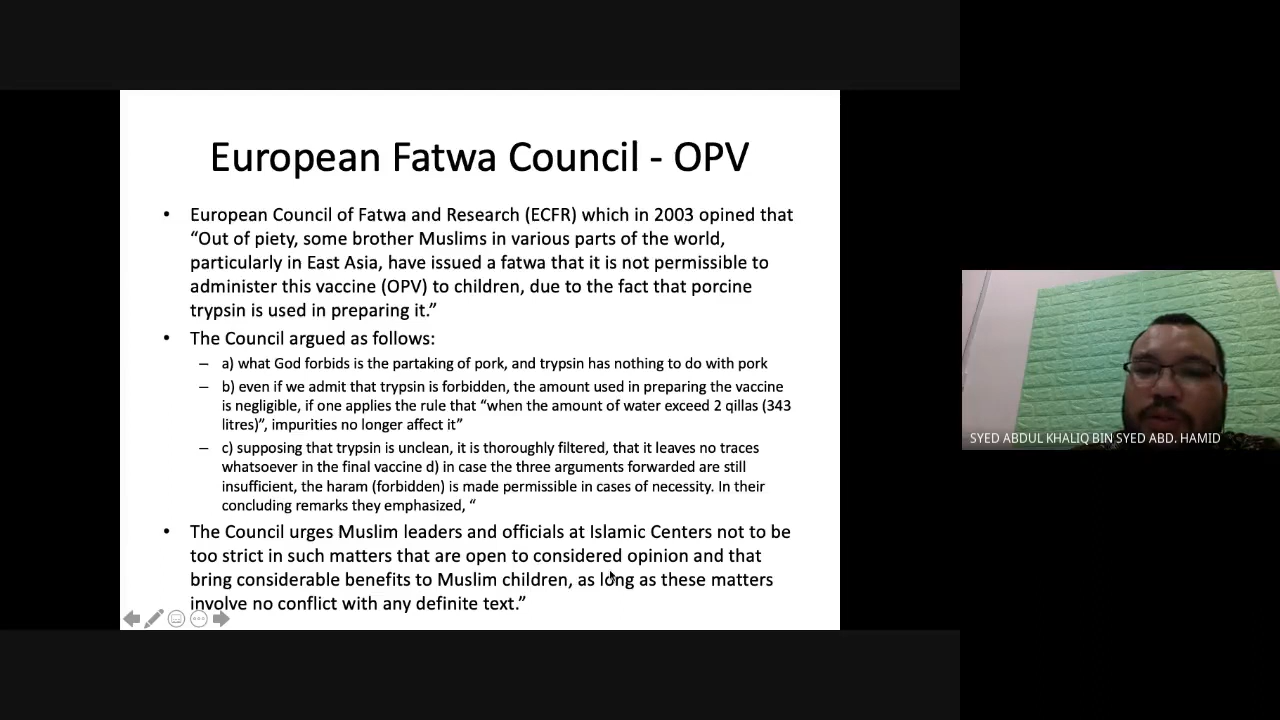 European Fatwa Council - OPV
• European Council of Fatwa and Research (ECFR) which in 2003 opined that
“Out of piety, some brother Muslims in various parts of the world,
particularly in East Asia, have issued a fatwa that it is not permissible to
administer this vaccine (OPV) to children, due to the fact that porcine
trypsin is used in preparing it.”
• The Council argued as follows:
– a) what God forbids is the partaking of pork, and trypsin has nothing to do with pork
– b) even if we admit that trypsin is forbidden, the amount used in preparing the vaccine
is negligible, if one applies the rule that “when the amount of water exceed 2 qillas (343
litres)”, impurities no longer affect it”
– c) supposing that trypsin is unclean, it is thoroughly filtered, that it leaves no traces
whatsoever in the final vaccine d) in case the three arguments forwarded are still
insufficient, the haram (forbidden) is made permissible in cases of necessity. In their
concluding remarks they emphasized, “
• The Council urges Muslim leaders and officials at Islamic Centers not to be
too strict in such matters that are open to considered opinion and that
bring considerable benefits to Muslim children, as long as these matters
involve no conflict with any definite text.”
SYED ABDUL KHALIQ BIN SYED ABD. HAMID